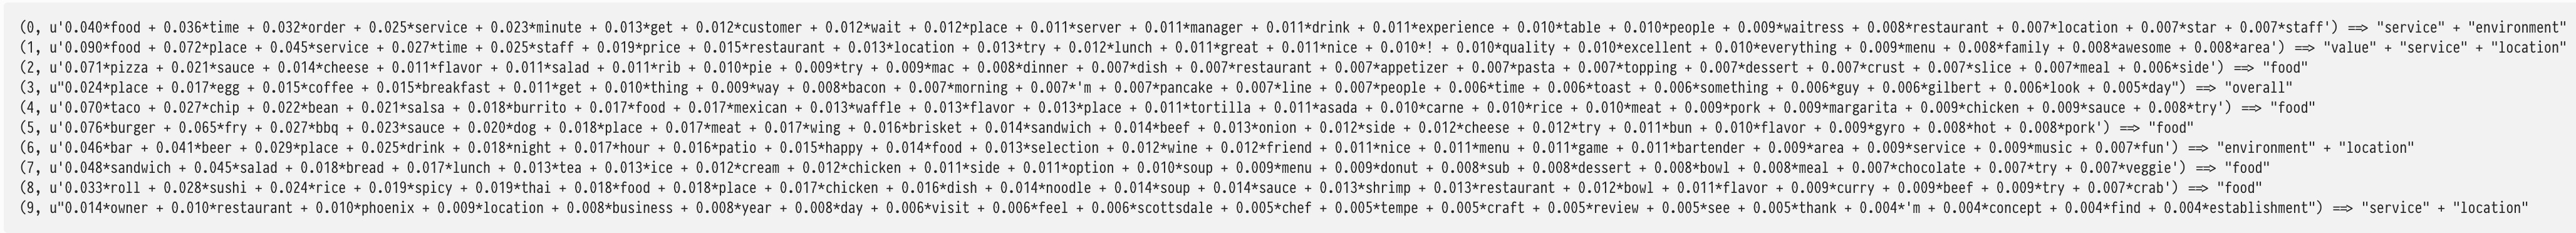 (0, u'0.040*food + 0.036*time + 0.032*order + 0.025*service + 0.023*minute + 0.013*get + 0.012*customer + 0.012*wait + 0.012*place + 0.011*server + 0.011*manager + 0.011*drink + 0.011*experience + 0.010*table + 0.010*people + 0.009*waitress + 0.008*restaurant + 0.007*location + 0.007*star + 0.007*staff') ==> "service" + "environment"
(1, u'0.090*food + 0.072*place + 0.045*service + 0.027*time + 0.025*staff + 0.019*price + 0.015*restaurant + 0.013*location + 0.013*try + 0.012*lunch + 0.011*great + 0.011*nice + 0.010*! + 0.010*quality + 0.010*excellent + 0.010*everything + 0.009*menu + 0.008*family + 0.008*awesome + 0.008*area') ==> "value" + "service" + "location"
(2, u'0.071*pizza + 0.021*sauce + 0.014*cheese + 0.011*flavor + 0.011*salad + 0.011*rib + 0.010*pie + 0.009*try + 0.009*mac + 0.008*dinner + 0.007*dish + 0.007*restaurant + 0.007*appetizer + 0.007*pasta + 0.007*topping + 0.007*dessert + 0.007*crust + 0.007*slice + 0.007*meal + 0.006*side') ==> "food"
(3, u"0.024*place + 0.017*egg + 0.015*coffee + 0.015*breakfast + 0.011*get + 0.010*thing + 0.009*way + 0.008*bacon + 0.007*morning + 0.007*'m + 0.007*pancake + 0.007*line + 0.007*people + 0.006*time + 0.006*toast + 0.006*something + 0.006*guy + 0.006*gilbert + 0.006*look + 0.005*day") ==> "overall"
(4, u'0.070*taco + 0.027*chip + 0.022*bean + 0.021*salsa + 0.018*burrito + 0.017*food + 0.017*mexican + 0.013*waffle + 0.013*flavor + 0.013*place + 0.011*tortilla + 0.011*asada + 0.010*carne + 0.010*rice + 0.010*meat + 0.009*pork + 0.009*margarita + 0.009*chicken + 0.009*sauce + 0.008*try') ==> "food"
(5, u'0.076*burger + 0.065*fry + 0.027*bbq + 0.023*sauce + 0.020*dog + 0.018*place + 0.017*meat + 0.017*wing + 0.016*brisket + 0.014*sandwich + 0.014*beef + 0.013*onion + 0.012*side + 0.012*cheese + 0.012*try + 0.011*bun + 0.010*flavor + 0.009*gyro + 0.008*hot + 0.008*pork') ==> "food"
(6, u'0.046*bar + 0.041*beer + 0.029*place + 0.025*drink + 0.018*night + 0.017*hour + 0.016*patio + 0.015*happy + 0.014*food + 0.013*selection + 0.012*wine + 0.012*friend + 0.011*nice + 0.011*menu + 0.011*game + 0.011*bartender + 0.009*area + 0.009*service + 0.009*music + 0.007*fun') ==> "environment" + "location"
(7, u'0.048*sandwich + 0.045*salad + 0.018*bread + 0.017*lunch + 0.013*tea + 0.013*ice + 0.012*cream + 0.012*chicken + 0.011*side + 0.011*option + 0.010*soup + 0.009*menu + 0.009*donut + 0.008*sub + 0.008*dessert + 0.008*bowl + 0.008*meal + 0.007*chocolate + 0.007*try + 0.007*veggie') ==> "food"
(8, u'0.033*roll + 0.028*sushi + 0.024*rice + 0.019*spicy + 0.019*thai + 0.018*food + 0.018*place + 0.017*chicken + 0.016*dish + 0.014*noodle + 0.014*soup + 0.014*sauce + 0.013*shrimp + 0.013*restaurant + 0.012*bowl + 0.011*flavor + 0.009*curry + 0.009*beef + 0.009*try + 0.007*crab') ==> "food"
(9, u"0.014*owner + 0.010*restaurant + 0.010*phoenix + 0.009*location + 0.008*business + 0.008*year + 0.008*day + 0.006*visit + 0.006*feel + 0.006*scottsdale + 0.005*chef + 0.005*tempe + 0.005*craft + 0.005*review + 0.005*see + 0.005*thank + 0.004*'m + 0.004*concept + 0.004*find + 0.004*establishment") ==> "service" + "location"